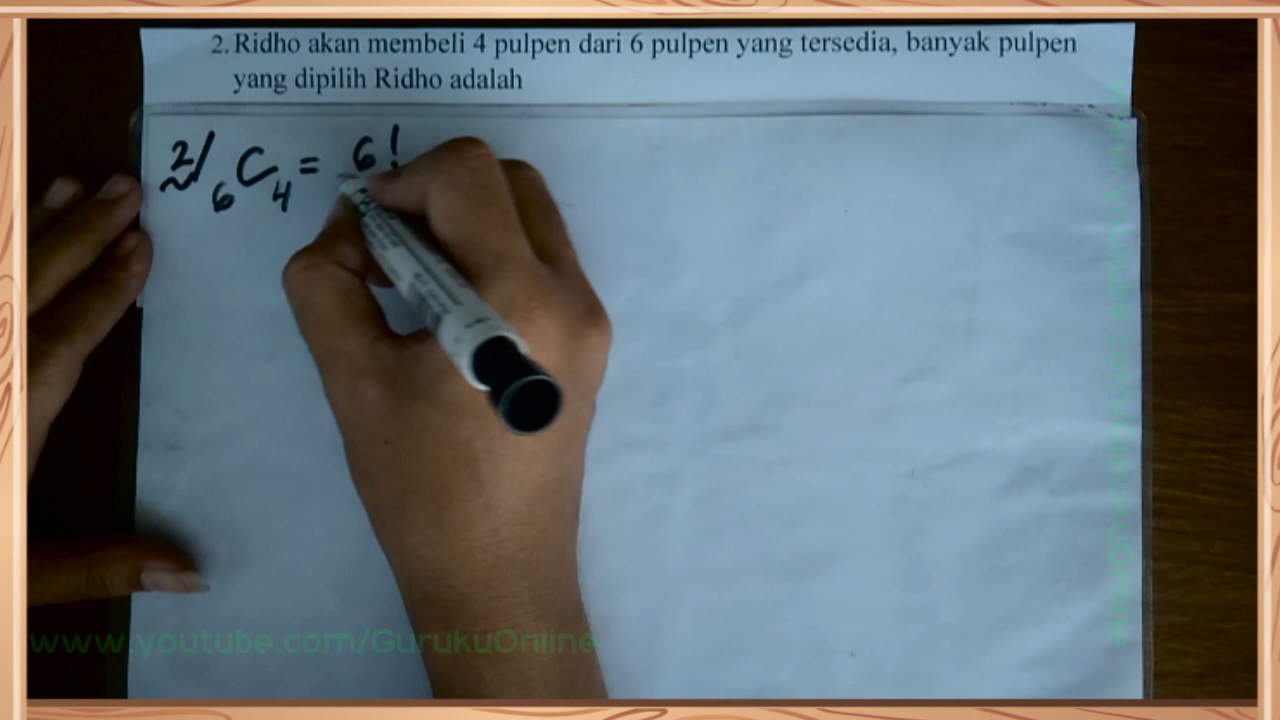 2. Ridho akan membeli 4 pulpen dari 6 pulpen yang tersedia, banyak pulpen
yang dipilih Ridho adalah
2/ ₆C₄ = 6!
www.youtube.com/GurukuOnline